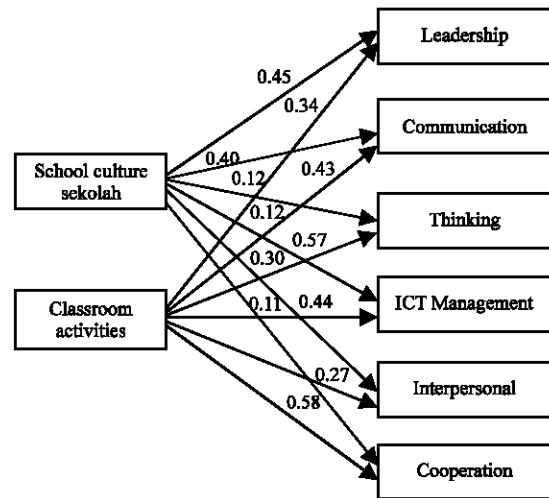 Leadership
0.45
0.34
Communication
School culture
sekolah
0.40
0.43
0.12
0.12
Thinking
0.57
0.30
Classroom
activities
0.11
0.44
ICT Management
0.27
Interpersonal
0.58
Cooperation